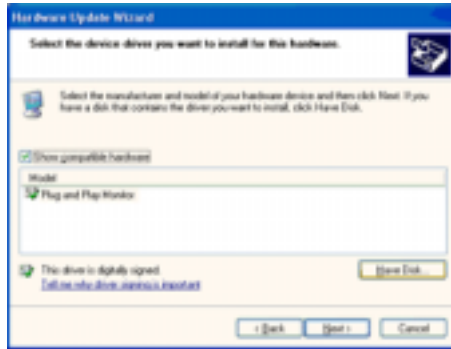 Hardware Update Wizard
Select the device driver you want to install for this hardware.
Select the manufacturer and model of your hardware device and then click Next. If you
have a disk that contains the driver you want to install, click Have Disk.
Show compatible hardware
Model
Plug and Play Monitor
This driver is digitally signed.
Tell me why driver signing is important
Have Disk...
< Back
Next >
Cancel